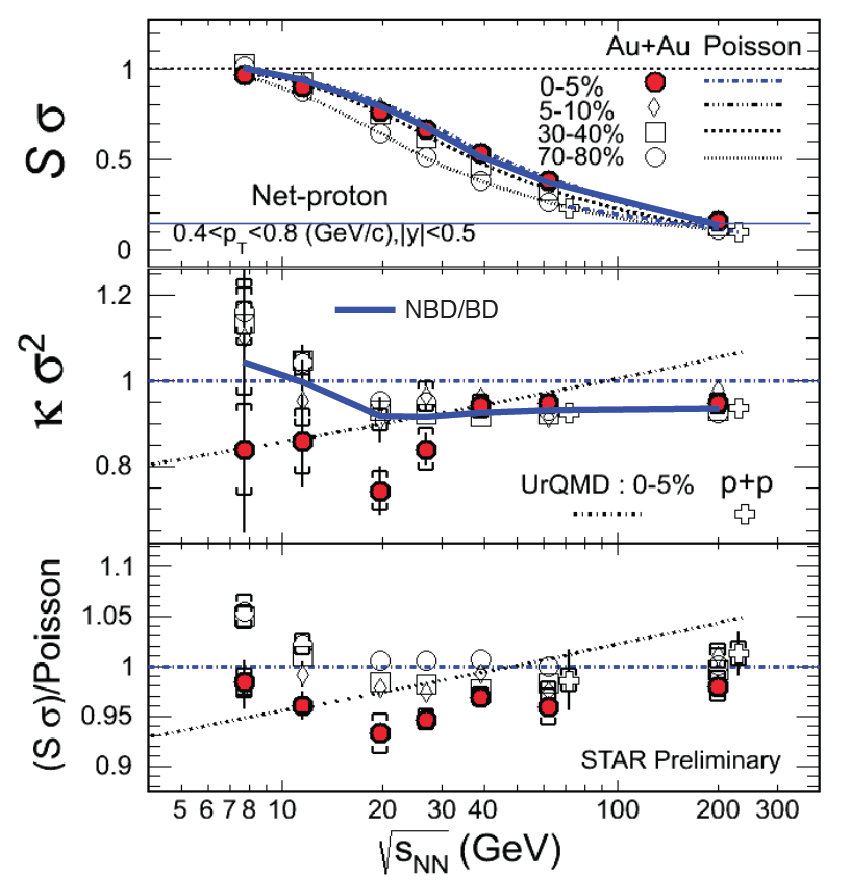 Au+Au Poisson
0-5%
5-10%
30-40%
70-80%
S σ
1
0.5
0
Net-proton
0.4<p_T<0.8 (GeV/c),|y|<0.5
κ σ²
1.2
1
0.8
NBD/BD
UrQMD : 0-5% p+p
(S σ)/Poisson
1.1
1.05
1
0.95
0.9
STAR Preliminary
5 6 7 8 10 20 30 40 100 200 300
√s_NN (GeV)